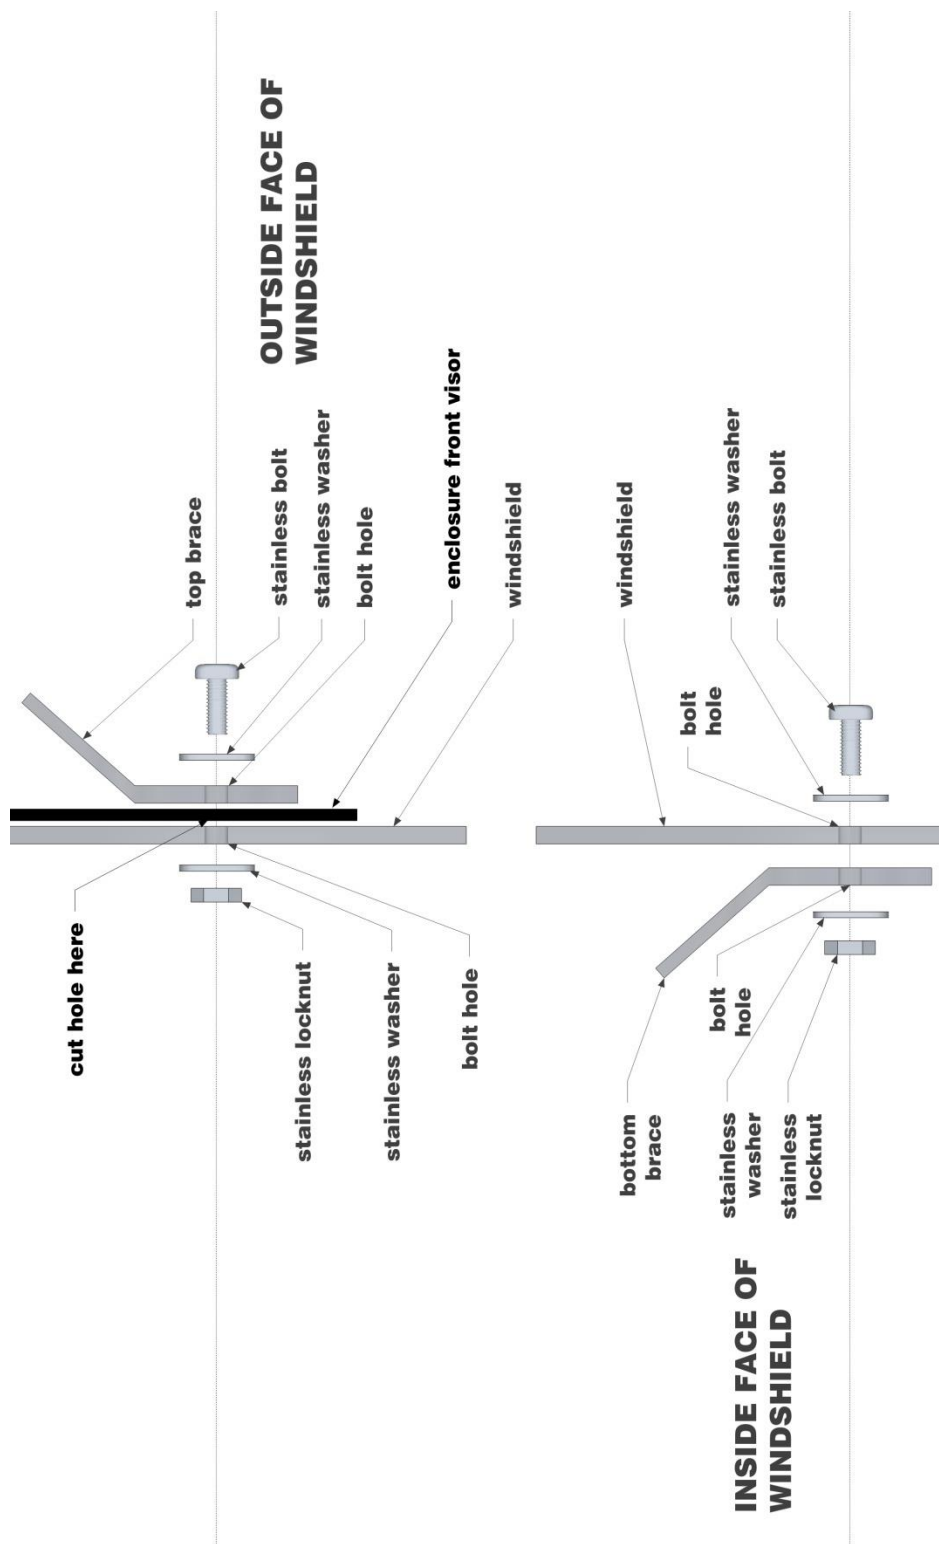 OUTSIDE FACE OF
WINDSHIELD
top brace
stainless bolt
stainless washer
bolt hole
enclosure front visor
windshield
cut hole here
stainless locknut
stainless washer
bolt hole
windshield
bolt
hole
stainless washer
stainless bolt
bottom
brace
bolt
hole
stainless
washer
stainless
locknut
INSIDE FACE OF
WINDSHIELD